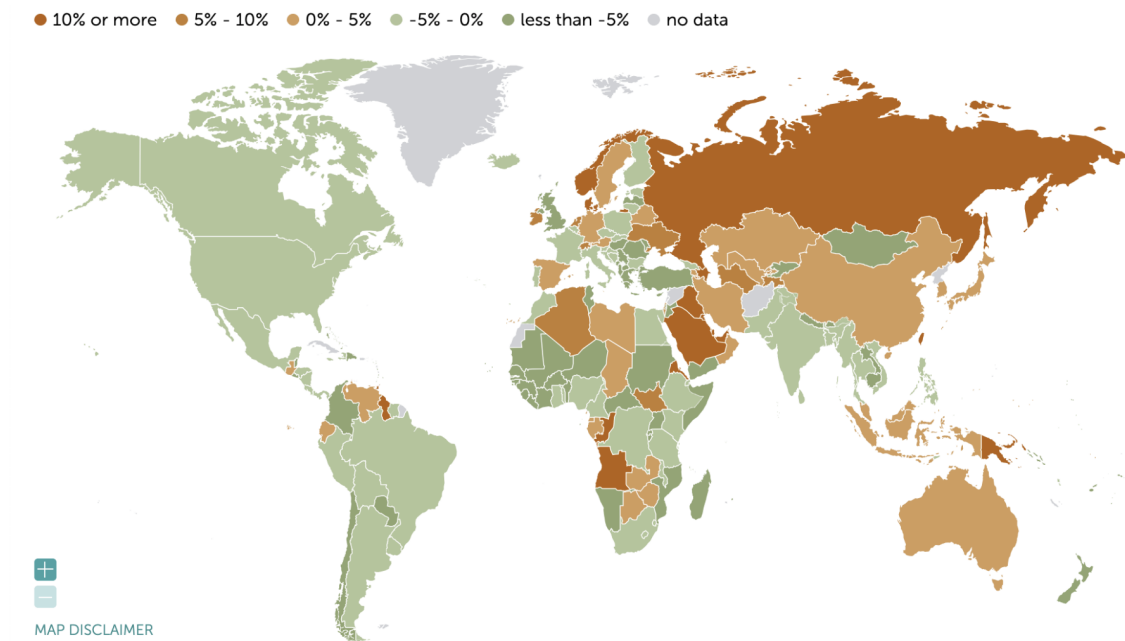 10% or more 5% - 10% 0% - 5% -5% - 0% less than -5% no data
MAP DISCLAIMER